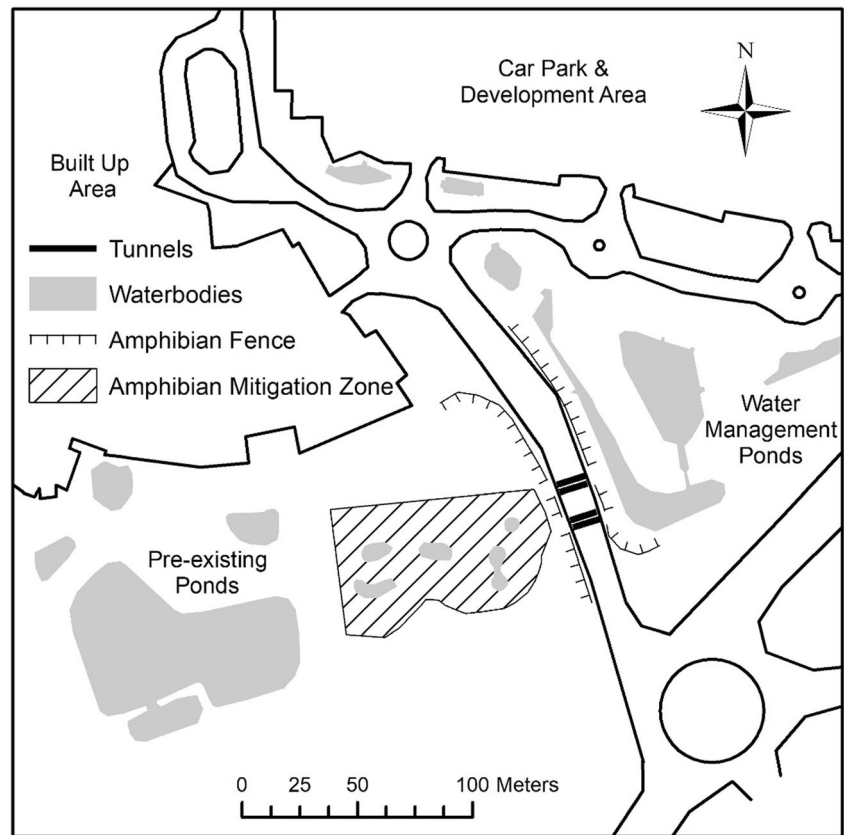 N
Car Park &
Development Area
Built Up
Area
Tunnels
Waterbodies
Amphibian Fence
Amphibian Mitigation Zone
Water
Management
Ponds
Pre-existing
Ponds
0 25 50 100 Meters